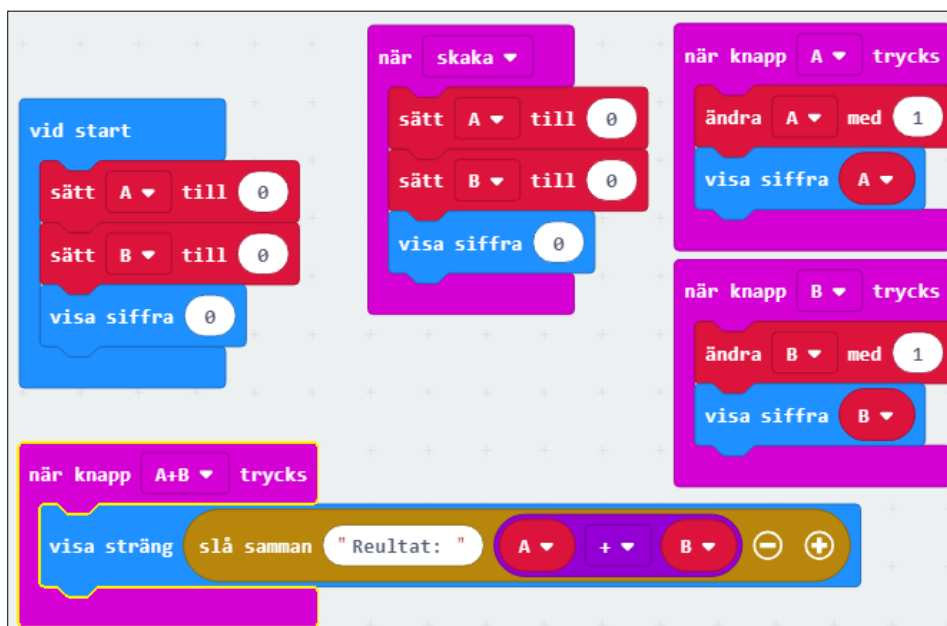 vid start
sätt A till 0
sätt B till 0
visa siffra 0
när skaka
sätt A till 0
sätt B till 0
visa siffra 0
när knapp A trycks
ändra A med 1
visa siffra A
när knapp B trycks
ändra B med 1
visa siffra B
när knapp A+B trycks
visa sträng slå samman "Reultat: " A + B